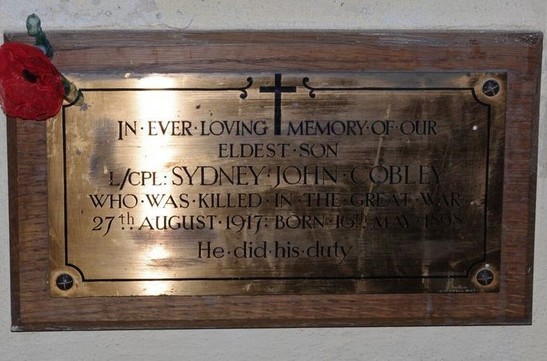 IN·EVER·LOVING MEMORY·OF·OUR
ELDEST·SON
L/CPL: SYDNEY·JOHN·COBLEY
WHO·WAS·KILLED·IN·THE·GREAT·WAR
27th AUGUST·1917: BORN·16th MAY·1898
He·did·his·duty